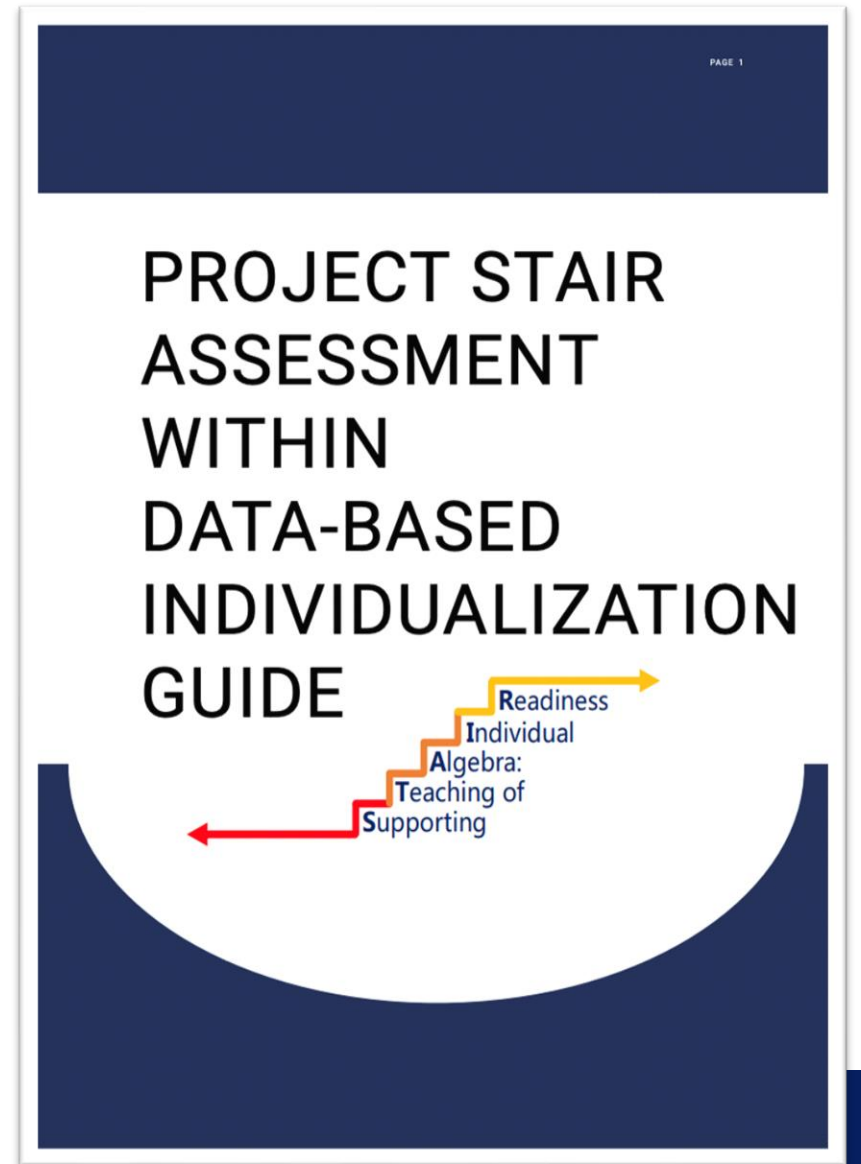 PAGE 1
PROJECT STAIR
ASSESSMENT
WITHIN
DATA-BASED
INDIVIDUALIZATION
GUIDE
Readiness
Individual
Algebra:
Teaching of
Supporting